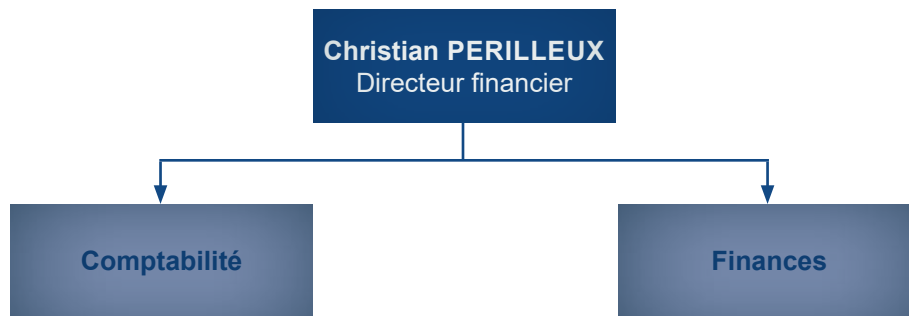 Christian PERILLEUX
Directeur financier
Comptabilité
Finances